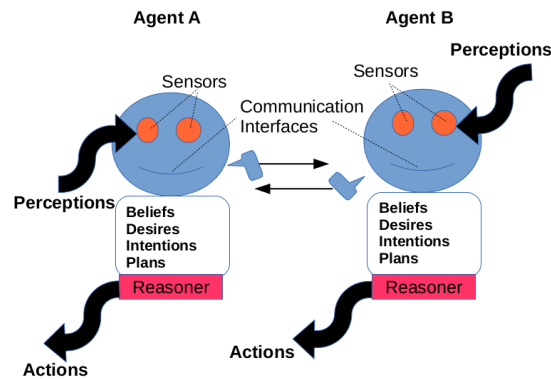 Agent A
Agent B
Perceptions
Sensors
Sensors
Communication
Interfaces
Perceptions
Beliefs
Desires
Intentions
Plans
Reasoner
Beliefs
Desires
Intentions
Plans
Reasoner
Actions
Actions